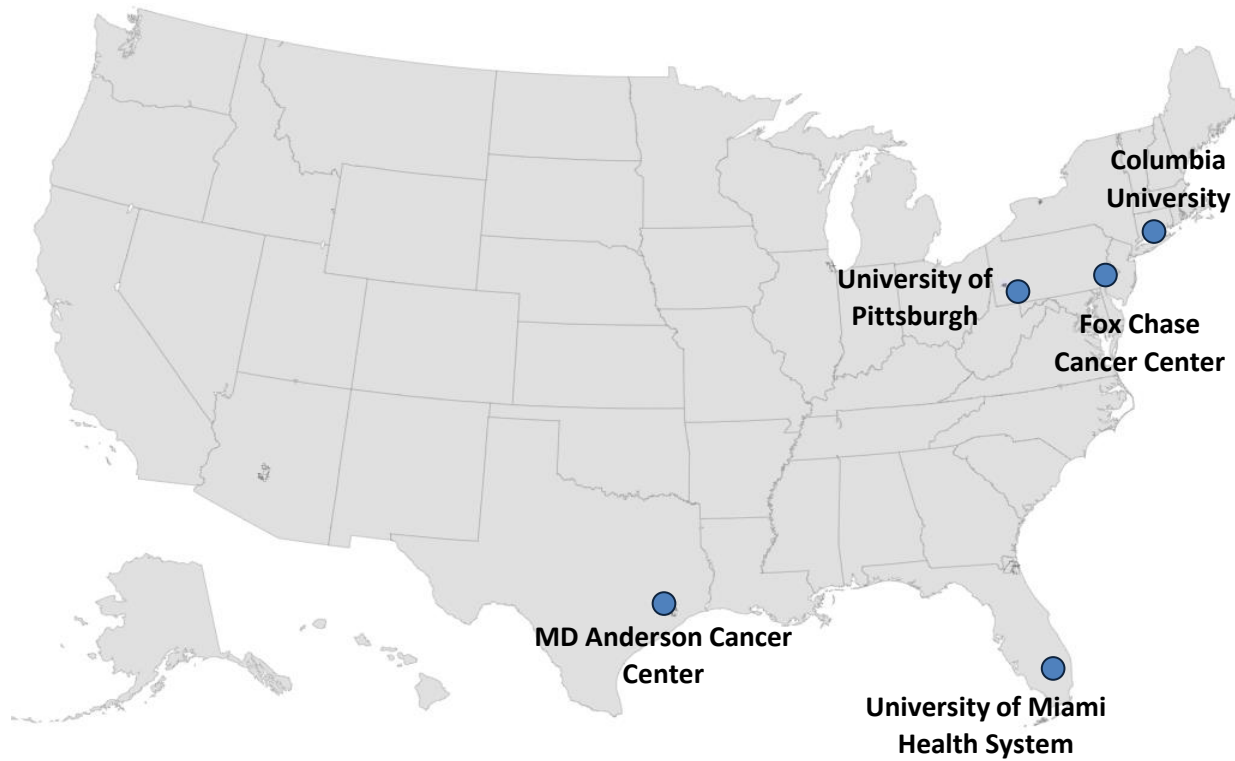 Columbia
University
University of
Pittsburgh
Fox Chase
Cancer Center
MD Anderson Cancer
Center
University of Miami
Health System